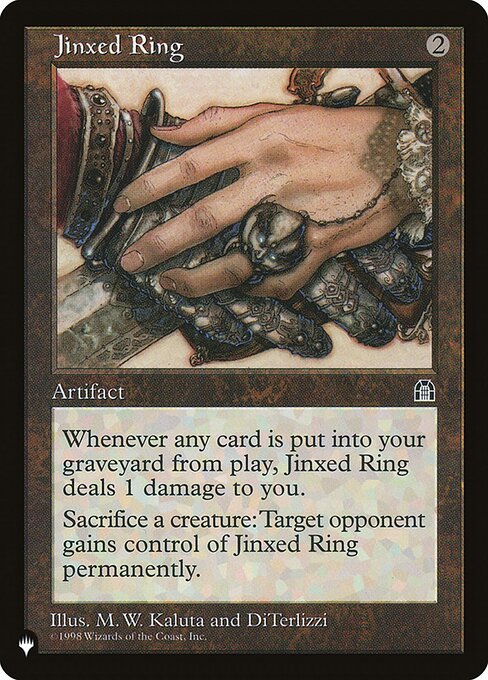 Jinxed Ring 2
Artifact
Whenever any card is put into your
graveyard from play, Jinxed Ring
deals 1 damage to you.
Sacrifice a creature: Target opponent
gains control of Jinxed Ring
permanently.
Illus. M. W. Kaluta and DiTerlizzi
©1998 Wizards of the Coast, Inc.